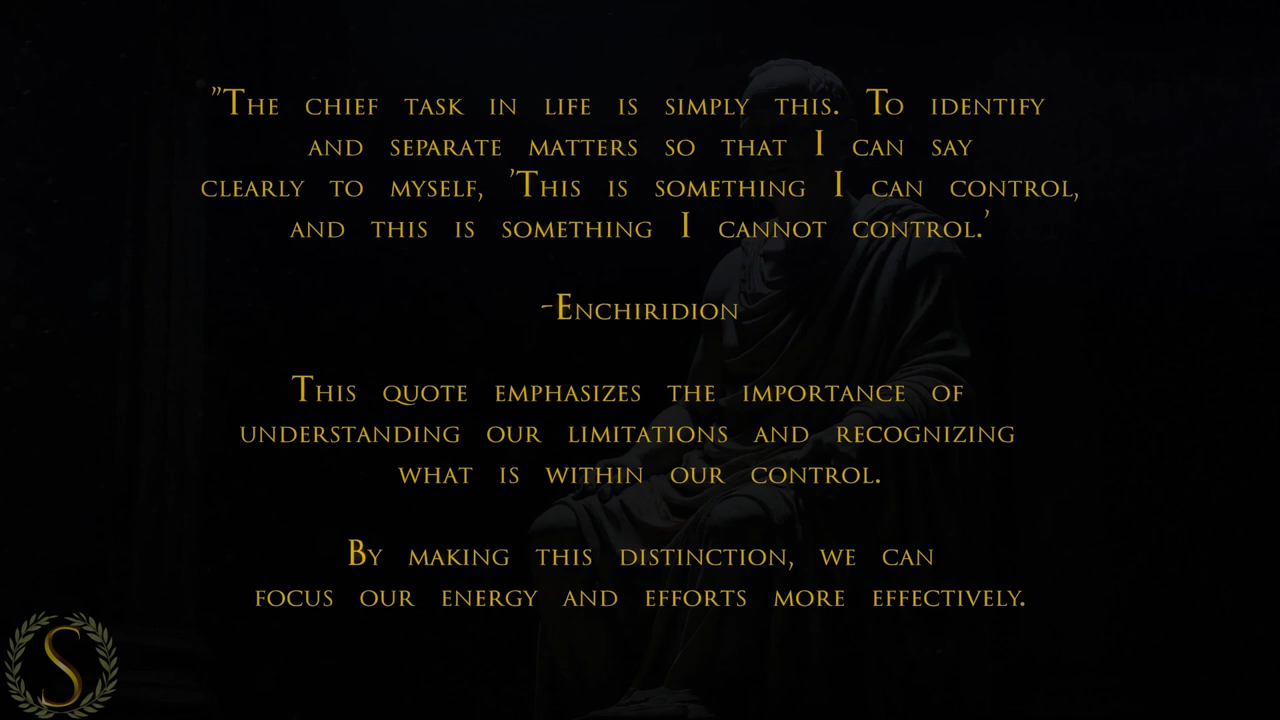 "The chief task in life is simply this. To identify
and separate matters so that I can say
clearly to myself, 'This is something I can control,
and this is something I cannot control.'
-Enchiridion
This quote emphasizes the importance of
understanding our limitations and recognizing
what is within our control.
By making this distinction, we can
focus our energy and efforts more effectively.
S